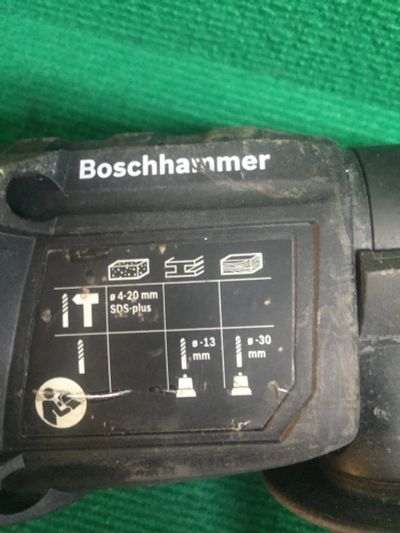 Boschhammer
ø 4-20 mm
SDS-plus
ø -13
mm
ø -30
mm